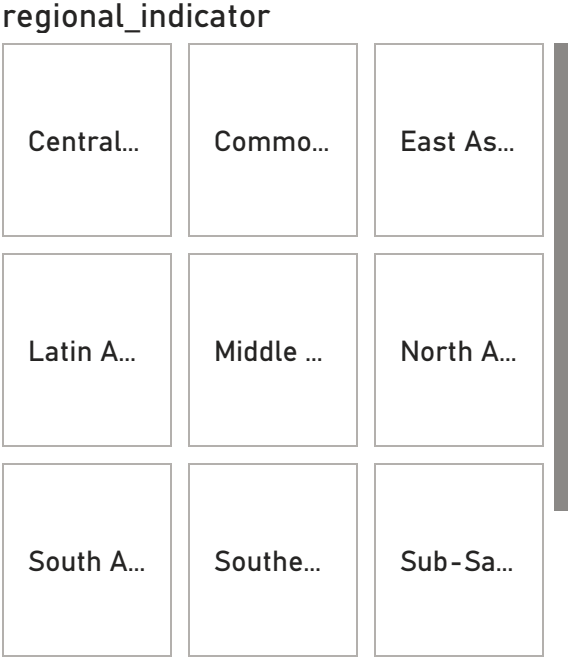 regional_indicator
Central...
Commo...
East As...
Latin A...
Middle ...
North A...
South A...
Southe...
Sub-Sa...